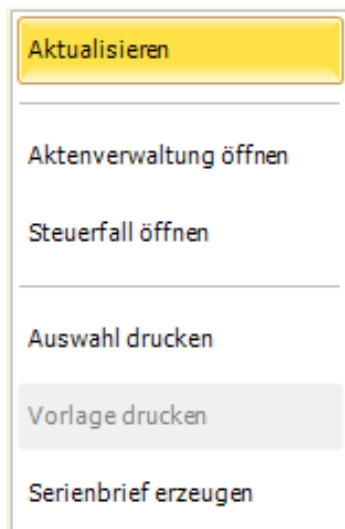 Aktualisieren
Aktenverwaltung öffnen
Steuerfall öffnen
Auswahl drucken
Vorlage drucken
Serienbrief erzeugen